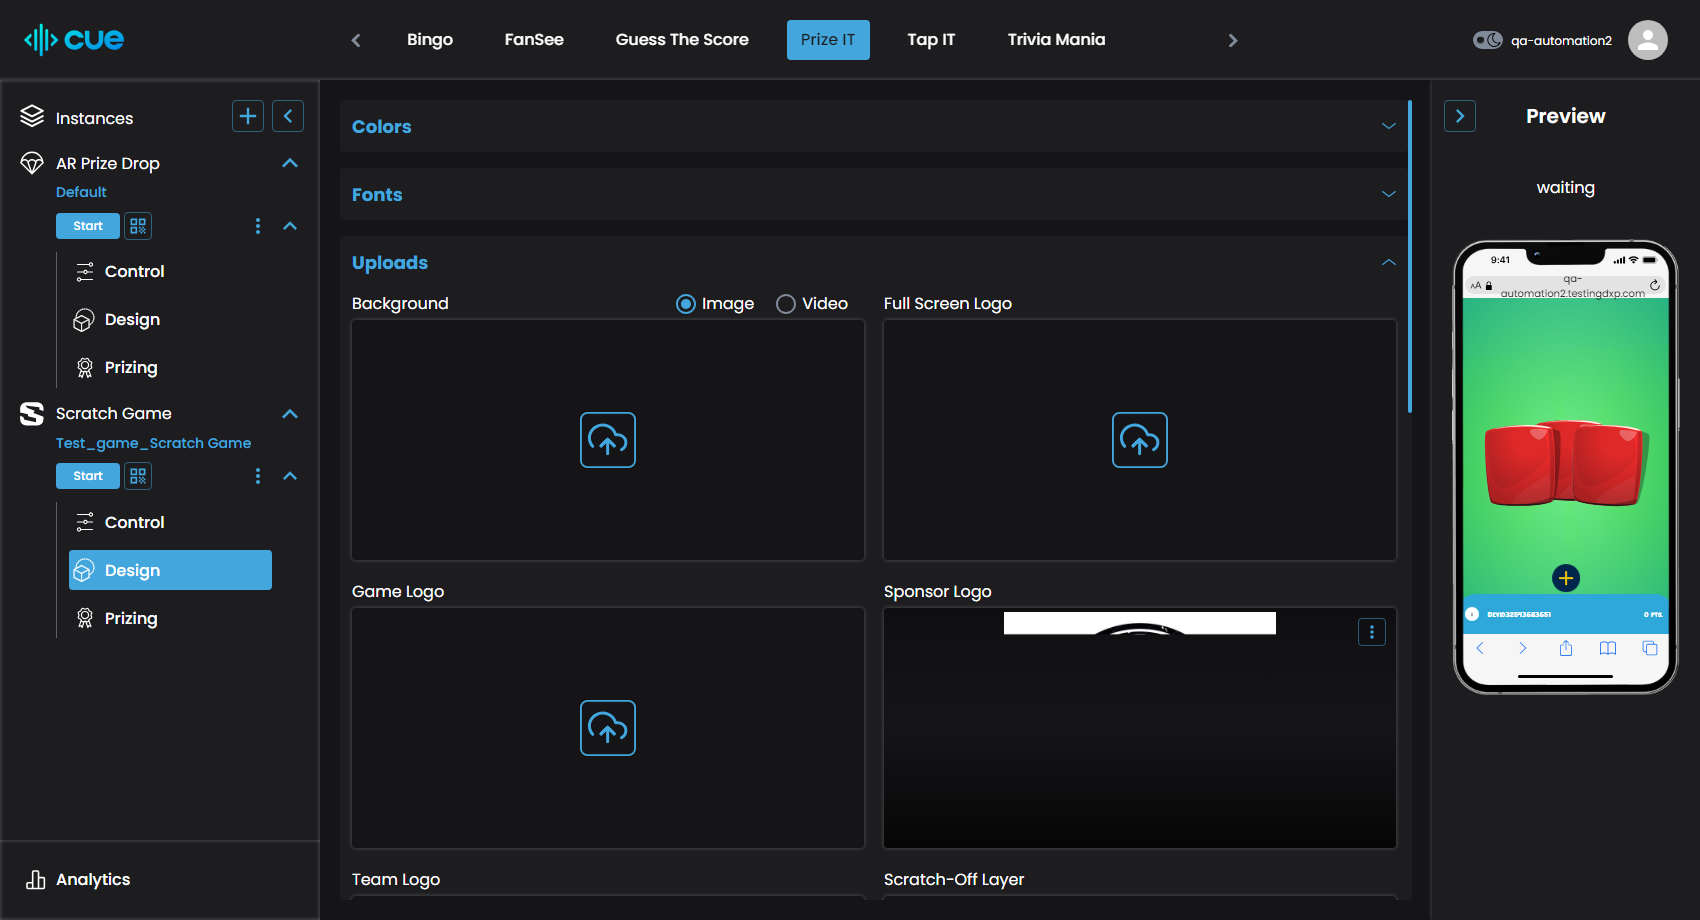 cue
Bingo
FanSee
Guess The Score
Prize IT
Tap IT
Trivia Mania
qa-automation2
Instances
AR Prize Drop
Default
Start
Control
Design
Prizing
Scratch Game
Test_game_Scratch Game
Start
Control
Design
Prizing
Analytics
Colors
Fonts
Uploads
Background
Image
Video
Full Screen Logo
Game Logo
Sponsor Logo
Team Logo
Scratch-Off Layer
Preview
waiting
9:41
AA
qa-
automation2.testingdxp.com
0 PTS.